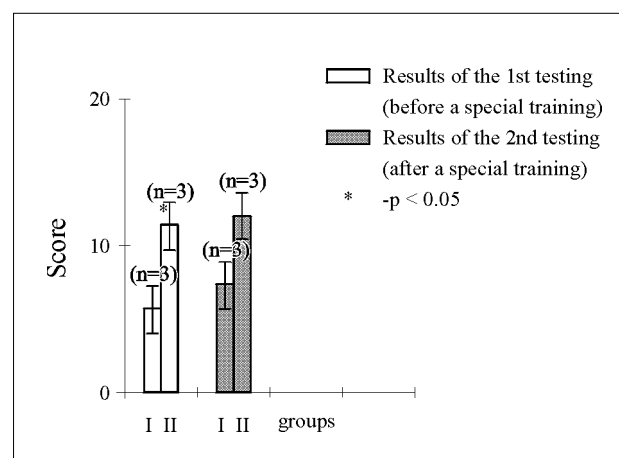 Results of the 1st testing
(before a special training)
Results of the 2nd testing
(after a special training)
* -p < 0.05
Score
20
10
0
(n=3)
*
(n=3)
(n=3)
(n=3)
I II I II groups